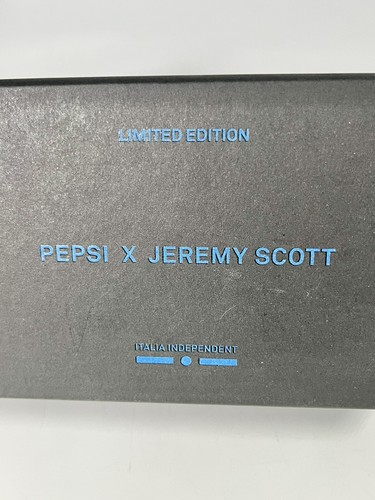 LIMITED EDITION
PEPSI X JEREMY SCOTT
ITALIA INDEPENDENT